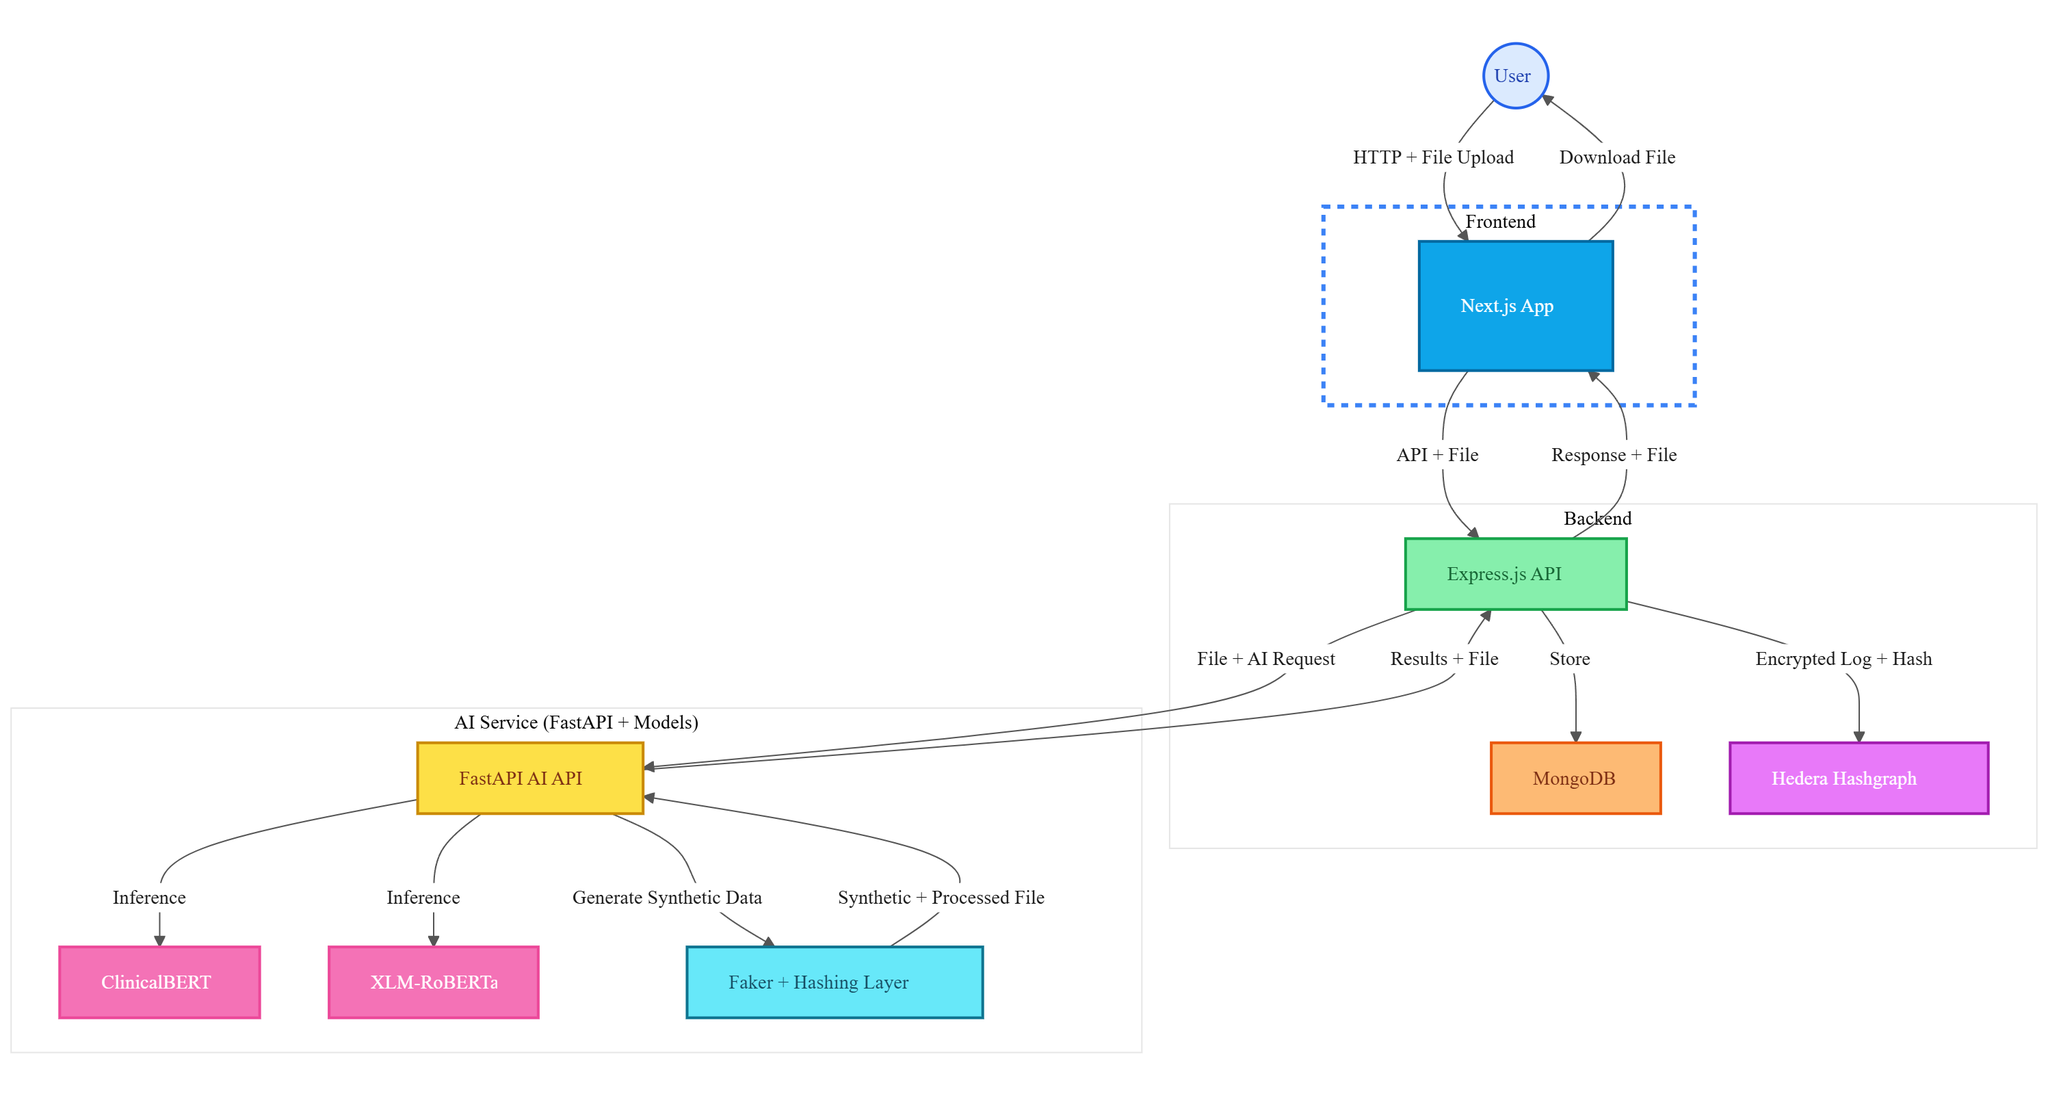 User
HTTP + File Upload
Download File
Frontend
Next.js App
API + File
Response + File
Backend
Express.js API
File + AI Request
Results + File
Store
Encrypted Log + Hash
AI Service (FastAPI + Models)
FastAPI AI API
MongoDB
Hedera Hashgraph
Inference
Inference
Generate Synthetic Data
Synthetic + Processed File
ClinicalBERT
XLM-RoBERTa
Faker + Hashing Layer